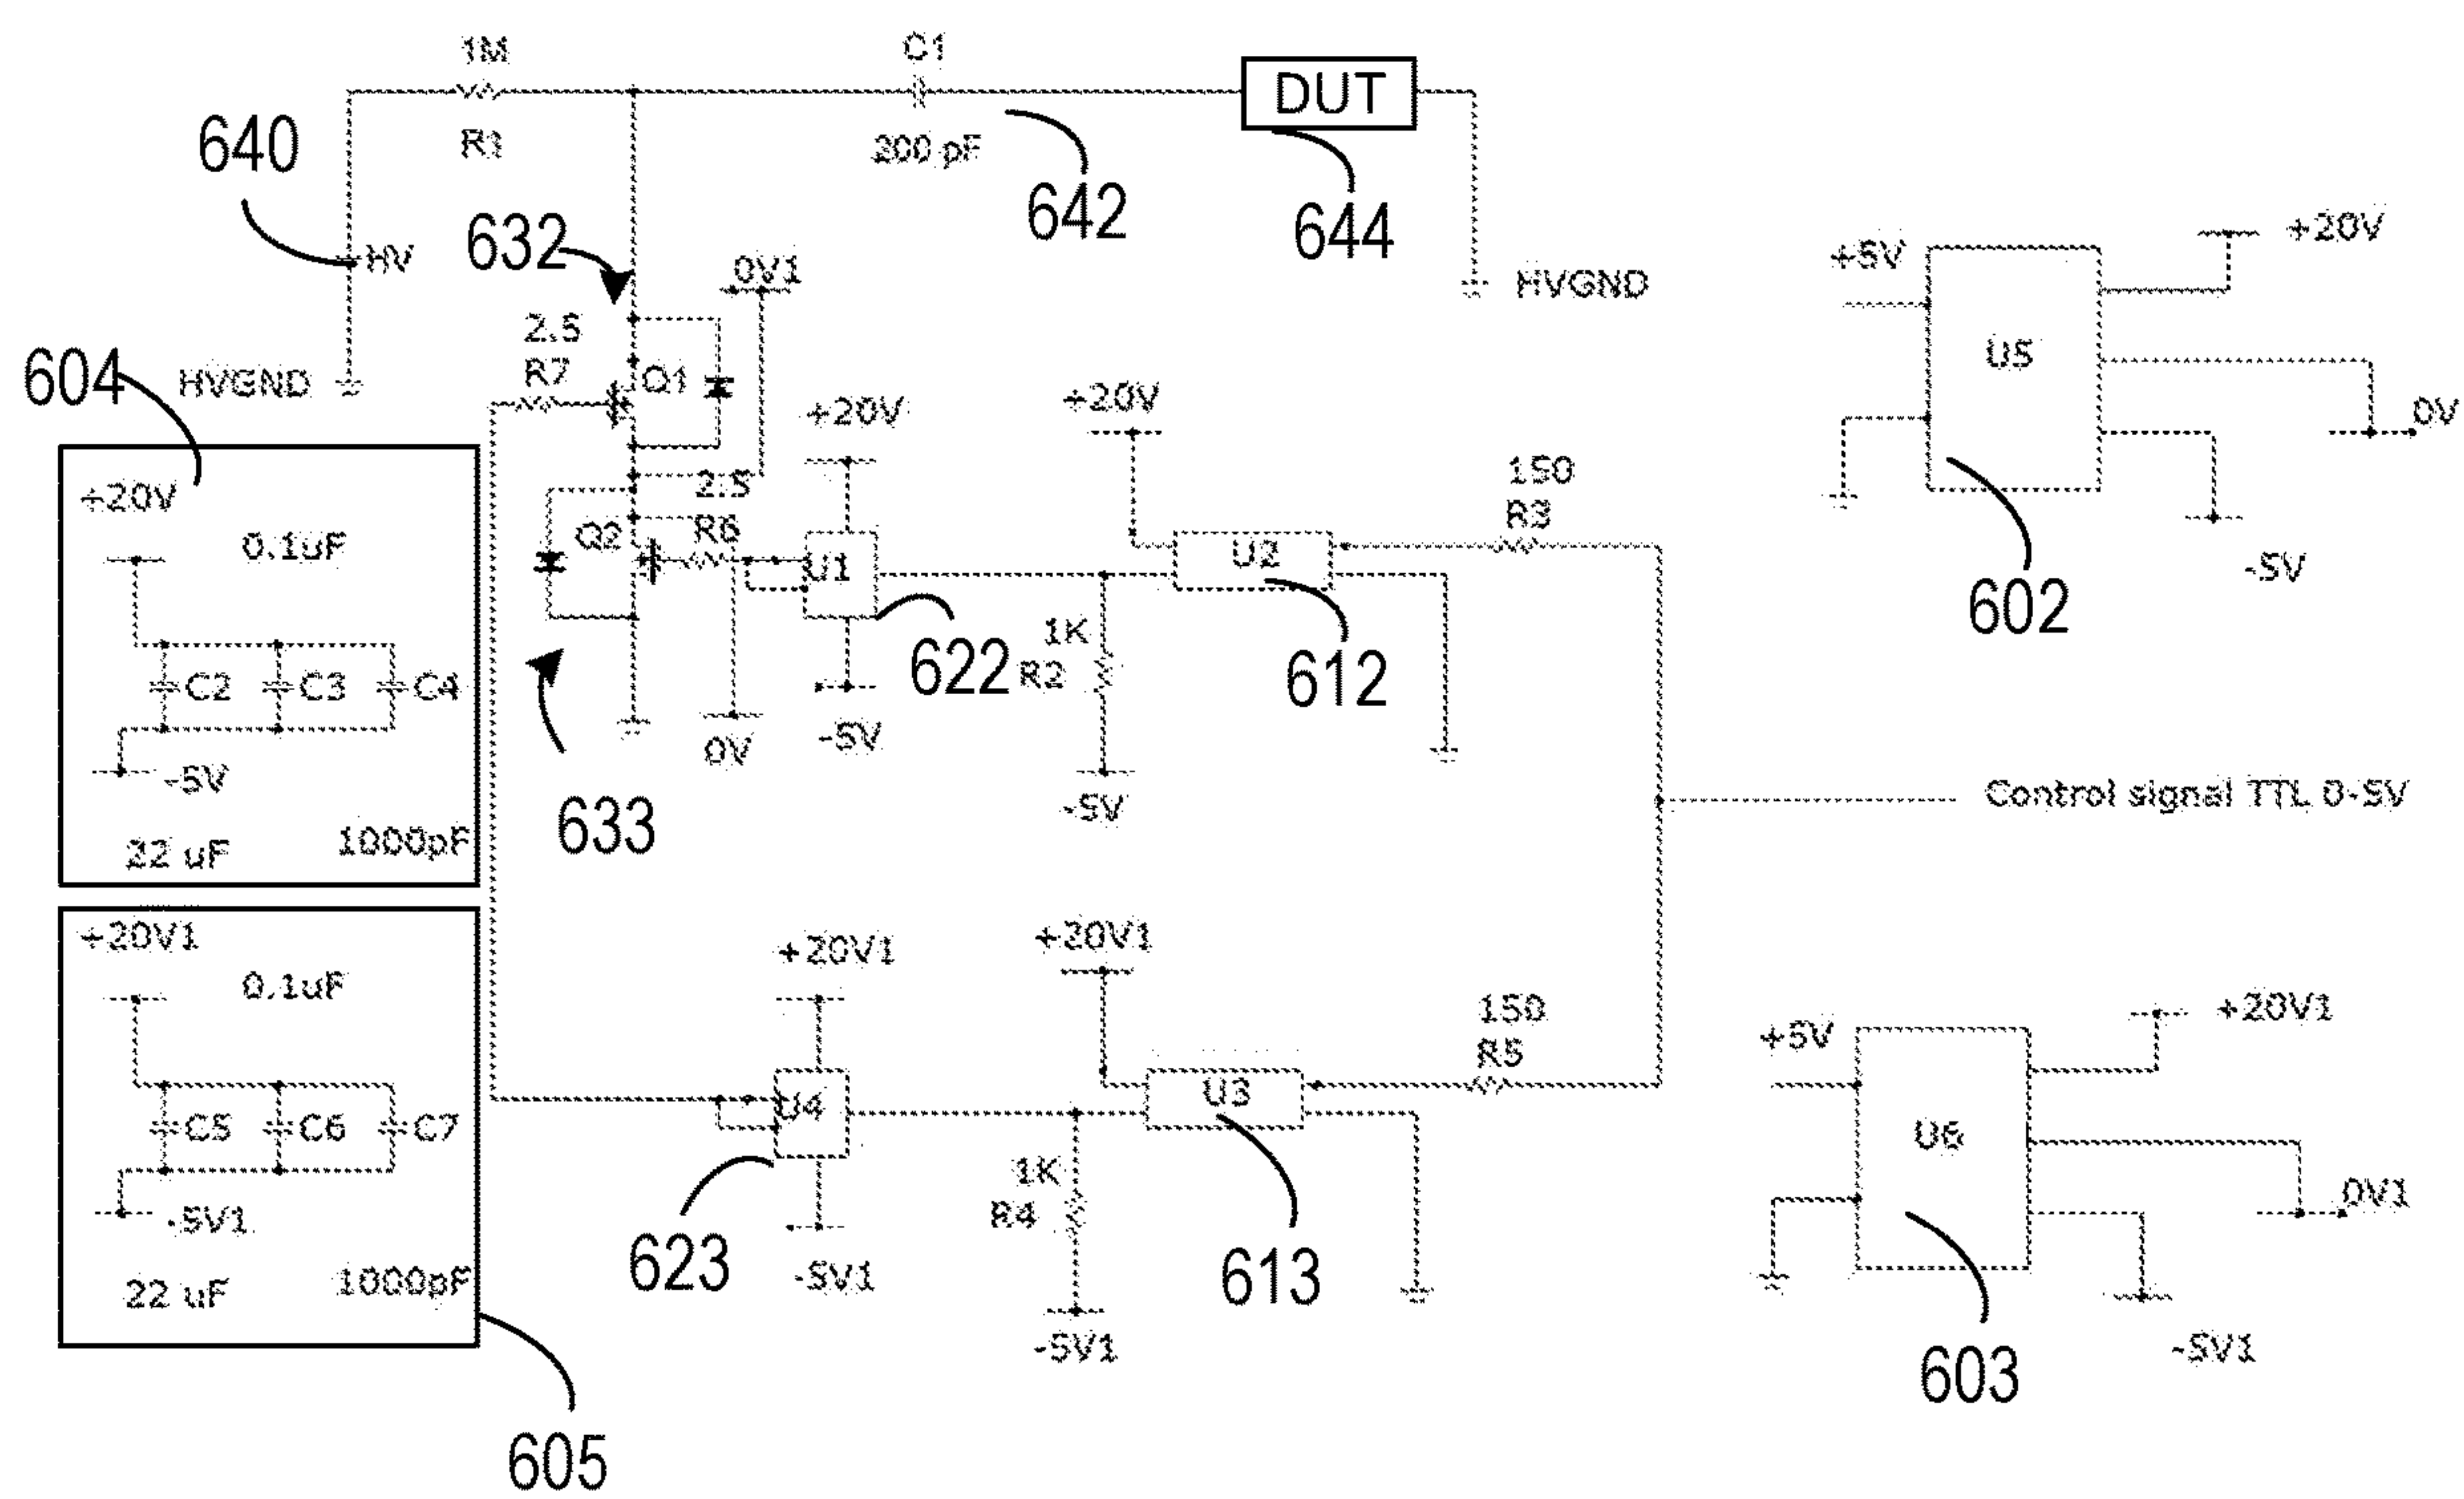 1M
C1
DUT
R1
200 pF
640
642
644
632
HV
0V1
HVGND
+20V
+5V
U5
0V
-5V
602
2.5
R7
Q1
HVGND
604
+20V
+20V
150
R3
2.5
R6
Q2
U1
U2
622
612
1K
R2
0V
-5V
-5V
633
Control signal TTL 0-5V
+20V
0.1uF
C2
C3
C4
-5V
22 uF
1000pF
+20V1
0.1uF
C5
C6
C7
-5V1
22 uF
1000pF
605
+20V1
+20V1
150
R5
U4
U3
623
613
1K
R4
-5V1
-5V1
+5V
+20V1
U6
0V1
603
-5V1